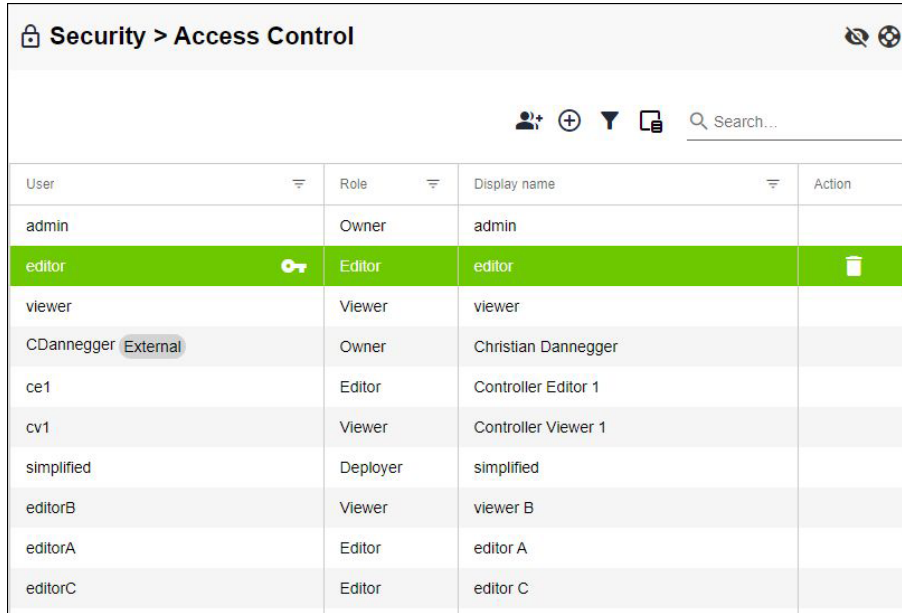 Security > Access Control
Search...
User Role Display name Action
admin Owner admin
editor Editor editor
viewer Viewer viewer
CDannegger External Owner Christian Dannegger
ce1 Editor Controller Editor 1
cv1 Viewer Controller Viewer 1
simplified Deployer simplified
editorB Viewer viewer B
editorA Editor editor A
editorC Editor editor C